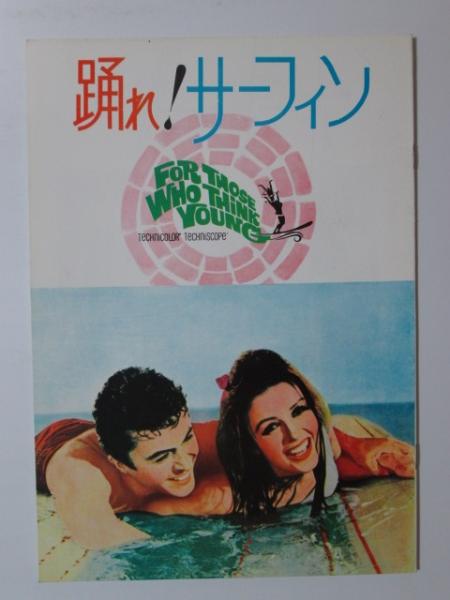 踊れ!サーフィン
FOR THOSE
WHO THINK
YOUNG
TECHNICOLOR® TECHNISCOPE®